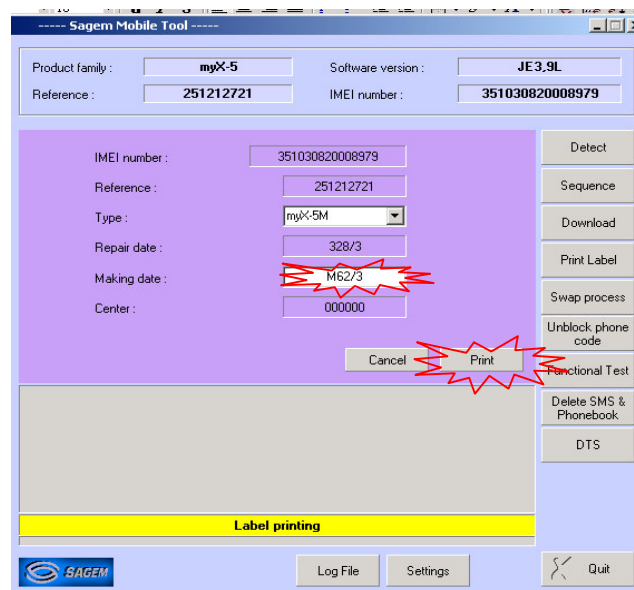 ----- Sagem Mobile Tool -----
Product family : myX-5 Software version : JE3,9L
Reference : 251212721 IMEI number : 351030820008979
IMEI number : 351030820008979
Reference : 251212721
Type : myX-5M
Repair date : 328/3
Making date : M62/3
Center : 000000
Cancel Print
Detect
Sequence
Download
Print Label
Swap process
Unblock phone
code
Functional Test
Delete SMS &
Phonebook
DTS
Label printing
SAGEM Log File Settings Quit